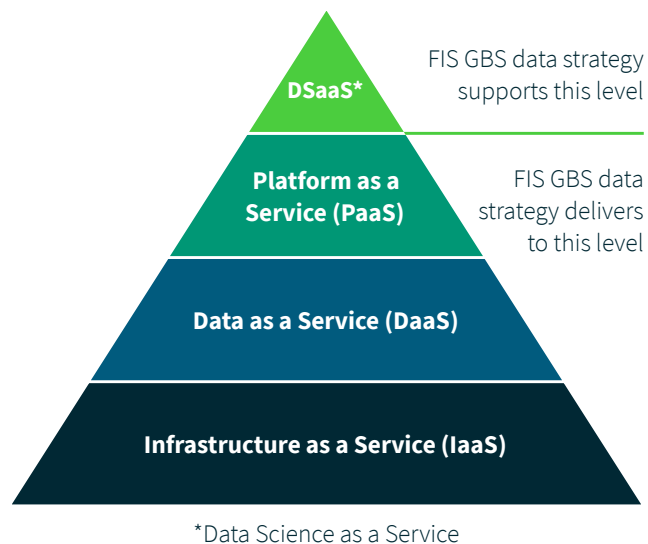 DSaaS*
FIS GBS data strategy
supports this level
Platform as a
Service (PaaS)
FIS GBS data
strategy delivers
to this level
Data as a Service (DaaS)
Infrastructure as a Service (IaaS)
*Data Science as a Service